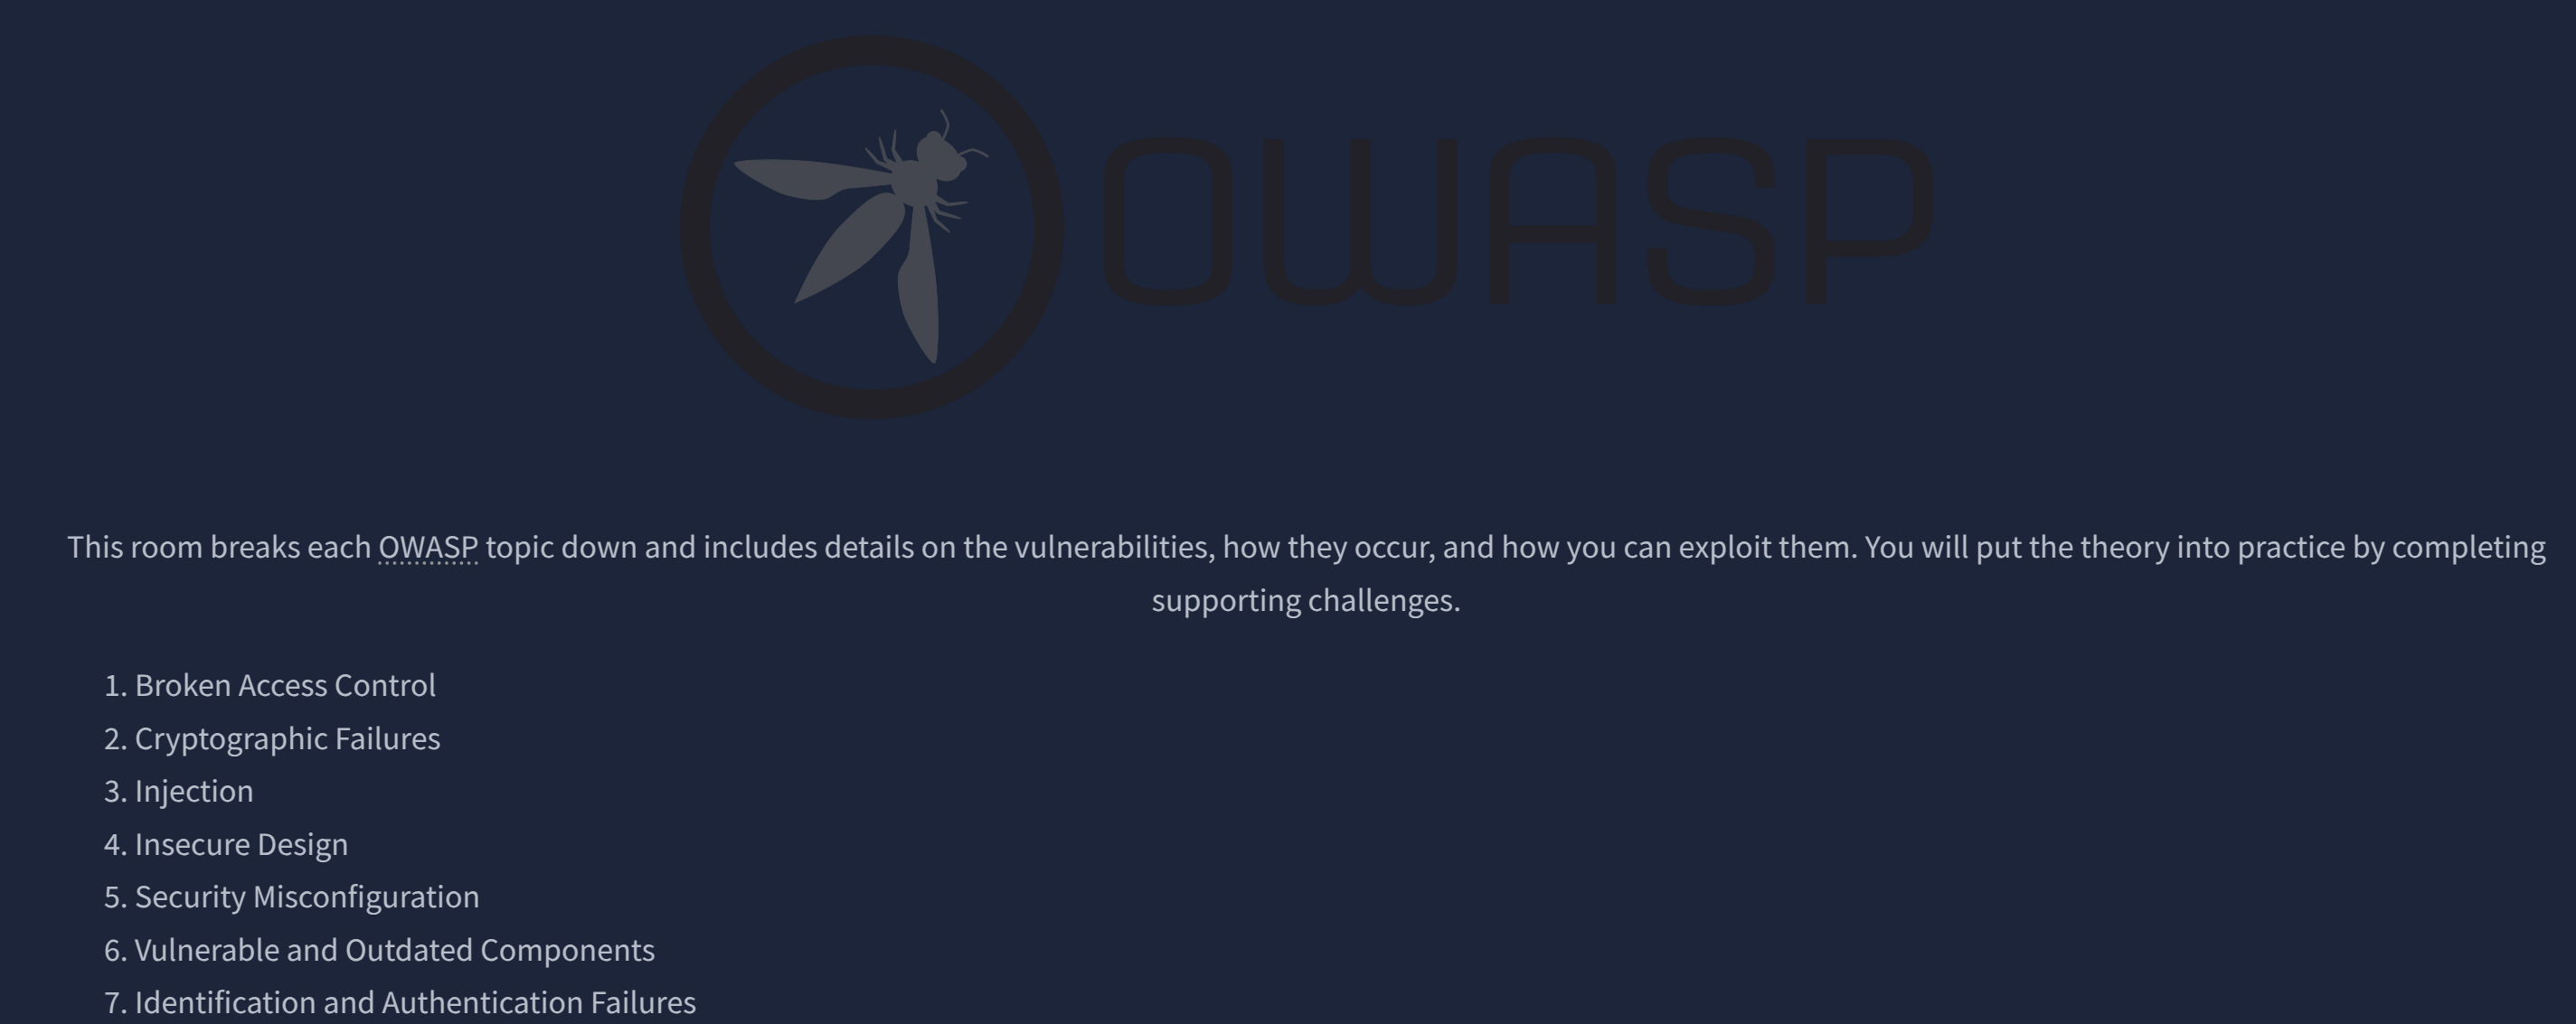 OWASP
This room breaks each OWASP topic down and includes details on the vulnerabilities, how they occur, and how you can exploit them. You will put the theory into practice by completing
supporting challenges.
1. Broken Access Control
2. Cryptographic Failures
3. Injection
4. Insecure Design
5. Security Misconfiguration
6. Vulnerable and Outdated Components
7. Identification and Authentication Failures